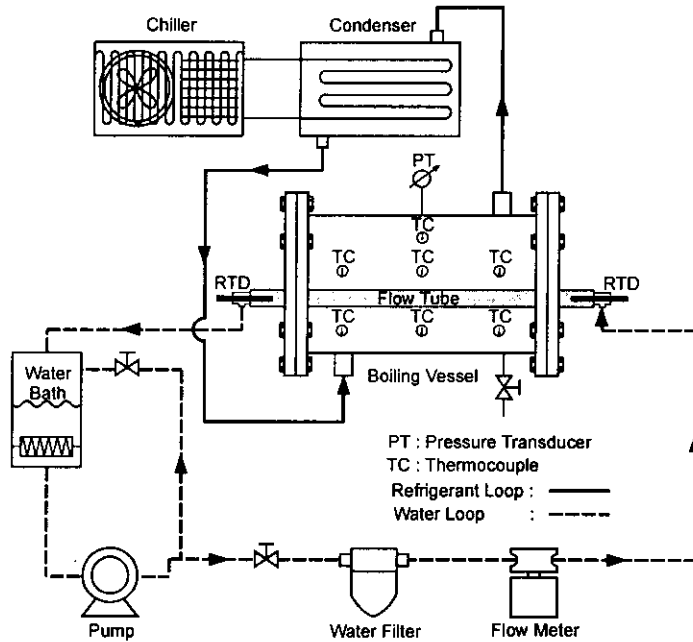 Chiller
Condenser
PT
TC
TC TC TC
RTD
RTD
Flow Tube
TC TC TC
Water
Bath
Boiling Vessel
PT : Pressure Transducer
TC : Thermocouple
Refrigerant Loop :
Water Loop :
Pump
Water Filter
Flow Meter